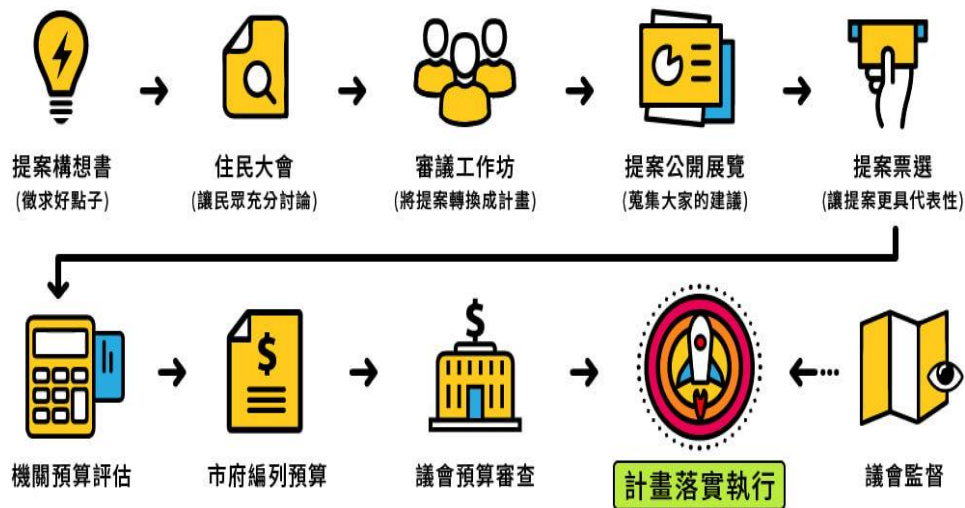 提案構想書
(徵求好點子)
住民大會
(讓民眾充分討論)
審議工作坊
(將提案轉換成計畫)
提案公開展覽
(蒐集大家的建議)
提案票選
(讓提案更具代表性)
$
$
機關預算評估
市府編列預算
議會預算審查
計畫落實執行
議會監督